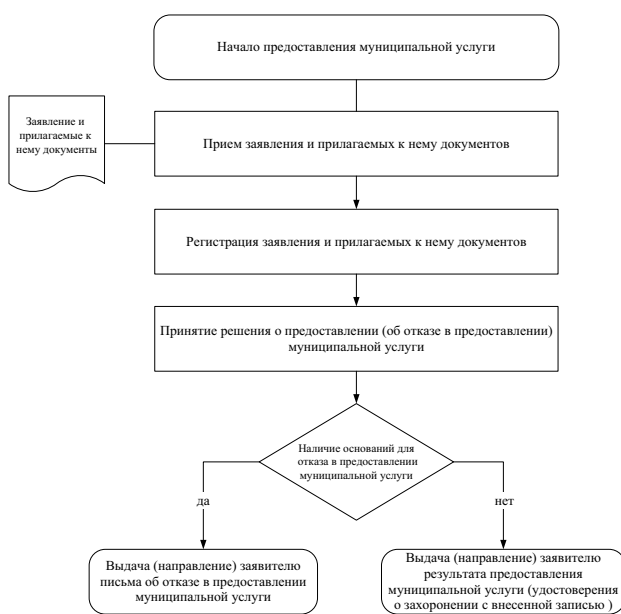 Начало предоставления муниципальной услуги
Заявление и
прилагаемые к
нему документы
Прием заявления и прилагаемых к нему документов
Регистрация заявления и прилагаемых к нему документов
Принятие решения о предоставлении (об отказе в предоставлении)
муниципальной услуги
Наличие оснований для
отказа в предоставлении
муниципальной услуги
да
нет
Выдача (направление) заявителю
письма об отказе в предоставлении
муниципальной услуги
Выдача (направление) заявителю
результата предоставления
муниципальной услуги (удостоверения
о захоронении с внесенной записью )